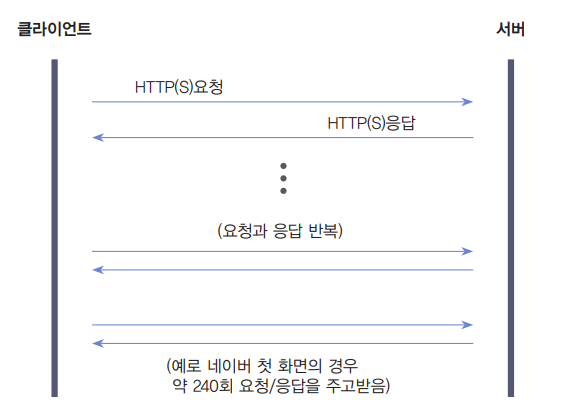 클라이언트
서버
HTTP(S)요청
HTTP(S)응답
(요청과 응답 반복)
(예로 네이버 첫 화면의 경우
약 240회 요청/응답을 주고받음)